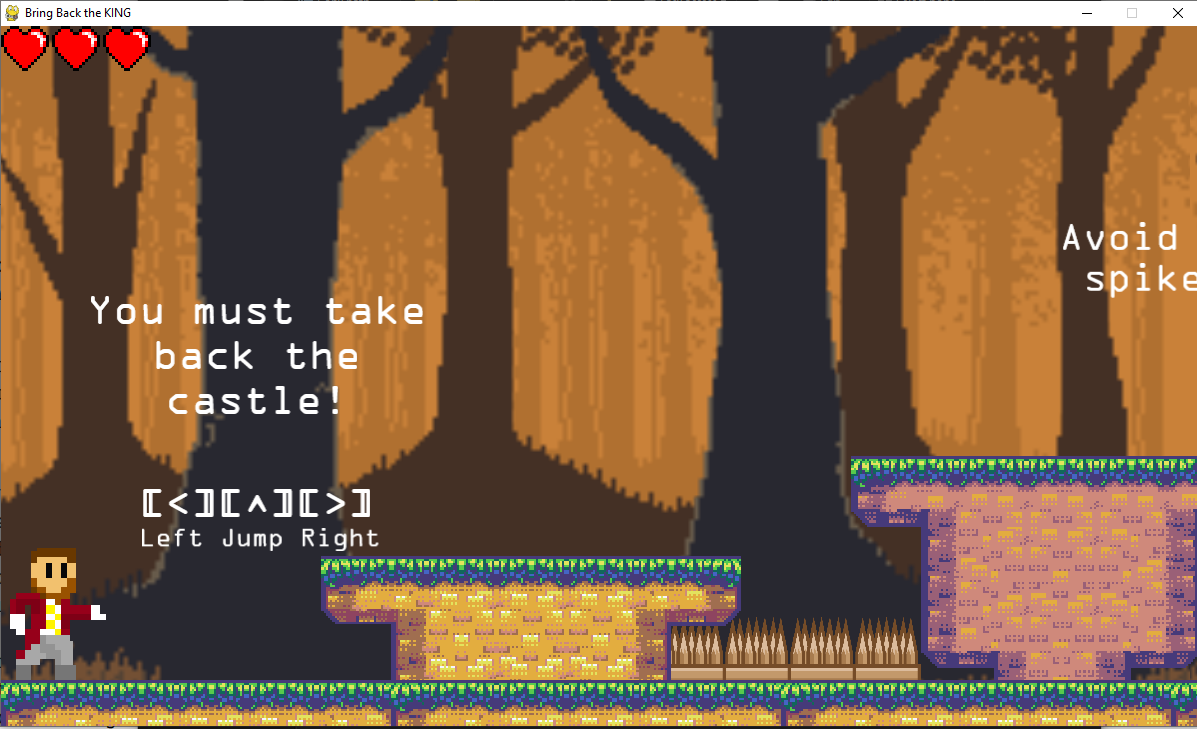 Bring Back the KING
You must take
back the
castle!
[<][^][>]
Left Jump Right
Avoid
spike